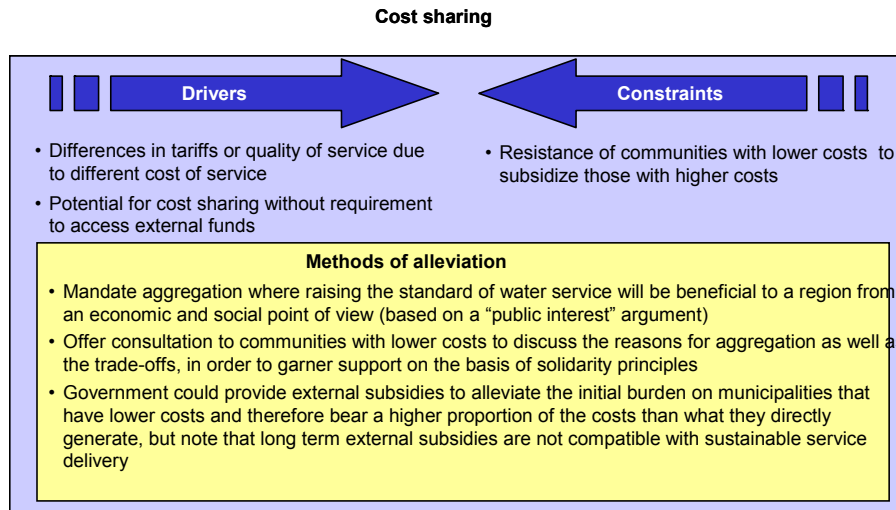 Cost sharing
Drivers
Constraints
• Differences in tariffs or quality of service due
to different cost of service
• Potential for cost sharing without requirement
to access external funds
• Resistance of communities with lower costs to
subsidize those with higher costs
Methods of alleviation
• Mandate aggregation where raising the standard of water service will be beneficial to a region from
an economic and social point of view (based on a “public interest” argument)
• Offer consultation to communities with lower costs to discuss the reasons for aggregation as well a
the trade-offs, in order to garner support on the basis of solidarity principles
• Government could provide external subsidies to alleviate the initial burden on municipalities that
have lower costs and therefore bear a higher proportion of the costs than what they directly
generate, but note that long term external subsidies are not compatible with sustainable service
delivery